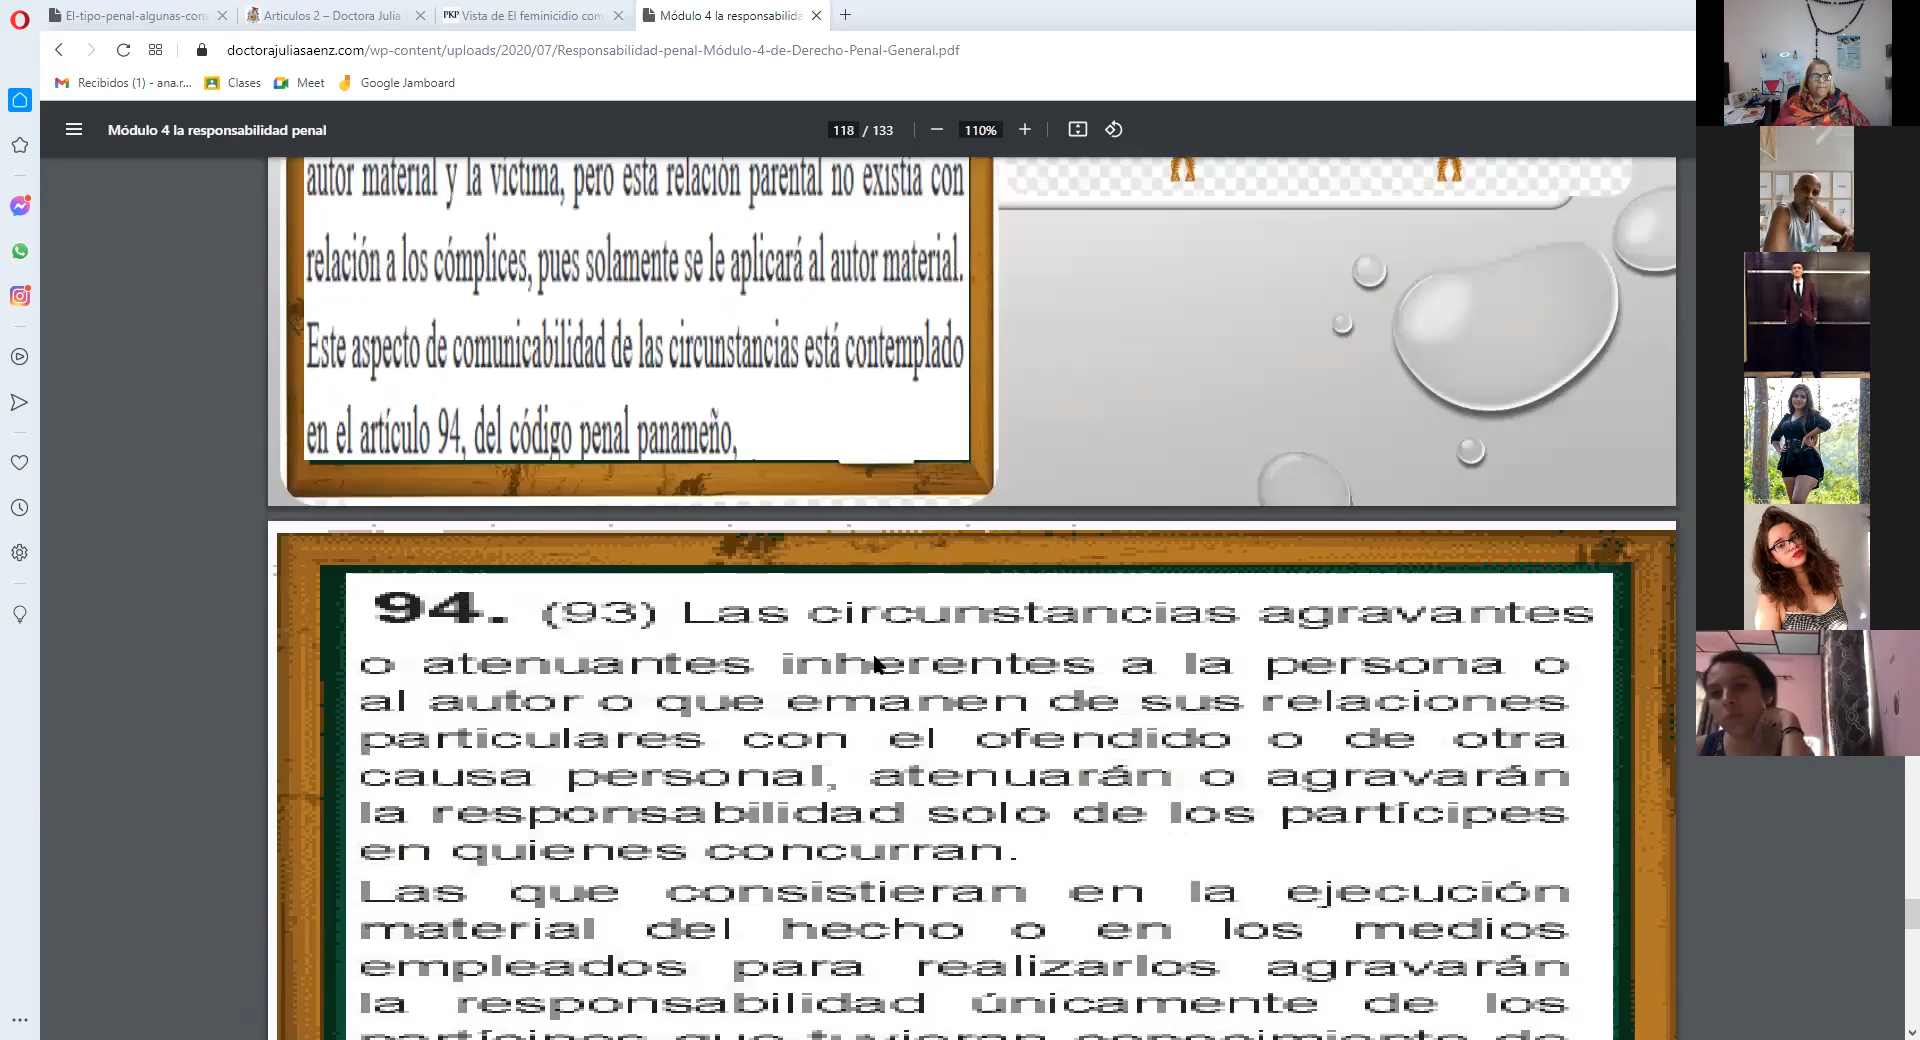 El-tipo-penal-algunas-con
Articulos 2 – Doctora Julia
PKP Vista de El feminicidio com
Módulo 4 la responsabilida
doctorajuliasaenz.com/wp-content/uploads/2020/07/Responsabilidad-penal-Módulo-4-de-Derecho-Penal-General.pdf
Recibidos (1) - ana.r... Clases Meet Google Jamboard
Módulo 4 la responsabilidad penal
118 / 133
110%
autor material y la víctima, pero esta relación parental no existía con
relación a los cómplices, pues solamente se le aplicará al autor material.
Este aspecto de comunicabilidad de las circunstancias está contemplado
en el artículo 94, del código penal panameño,
94. (93) Las circunstancias agravantes
o atenuantes inherentes a la persona o
al autor o que emanen de sus relaciones
particulares con el ofendido o de otra
causa personal, atenuarán o agravarán
la responsabilidad solo de los partícipes
en quienes concurran.
Las que consistieran en la ejecución
material del hecho o en los medios
empleados para realizarlos agravarán
la responsabilidad únicamente de los
partícipes que tuvieran conocimiento de